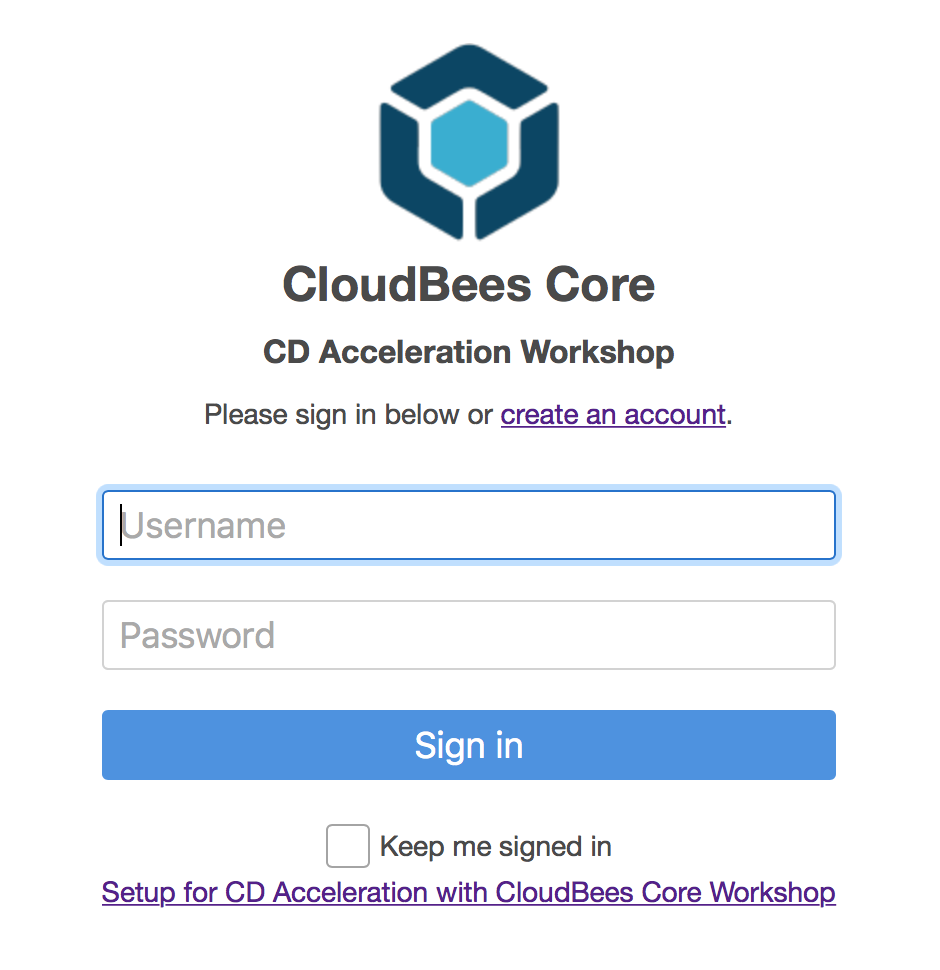 CloudBees Core
CD Acceleration Workshop
Please sign in below or create an account.
Username
Password
Sign in
Keep me signed in
Setup for CD Acceleration with CloudBees Core Workshop